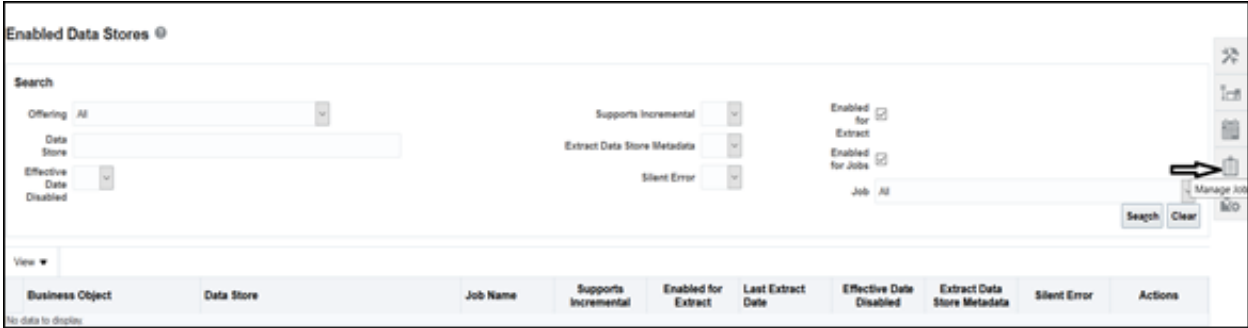 Enabled Data Stores
Search
Offering All
Supports Incremental
Enabled for Extract
Data Store
Extract Data Store Metadata
Enabled for Jobs
Effective Date Disabled
Silent Error
Job All
Manage Job
Search Clear
View
Business Object Data Store Job Name Supports Incremental Enabled for Extract Last Extract Date Effective Date Disabled Extract Data Store Metadata Silent Error Actions
No data to display